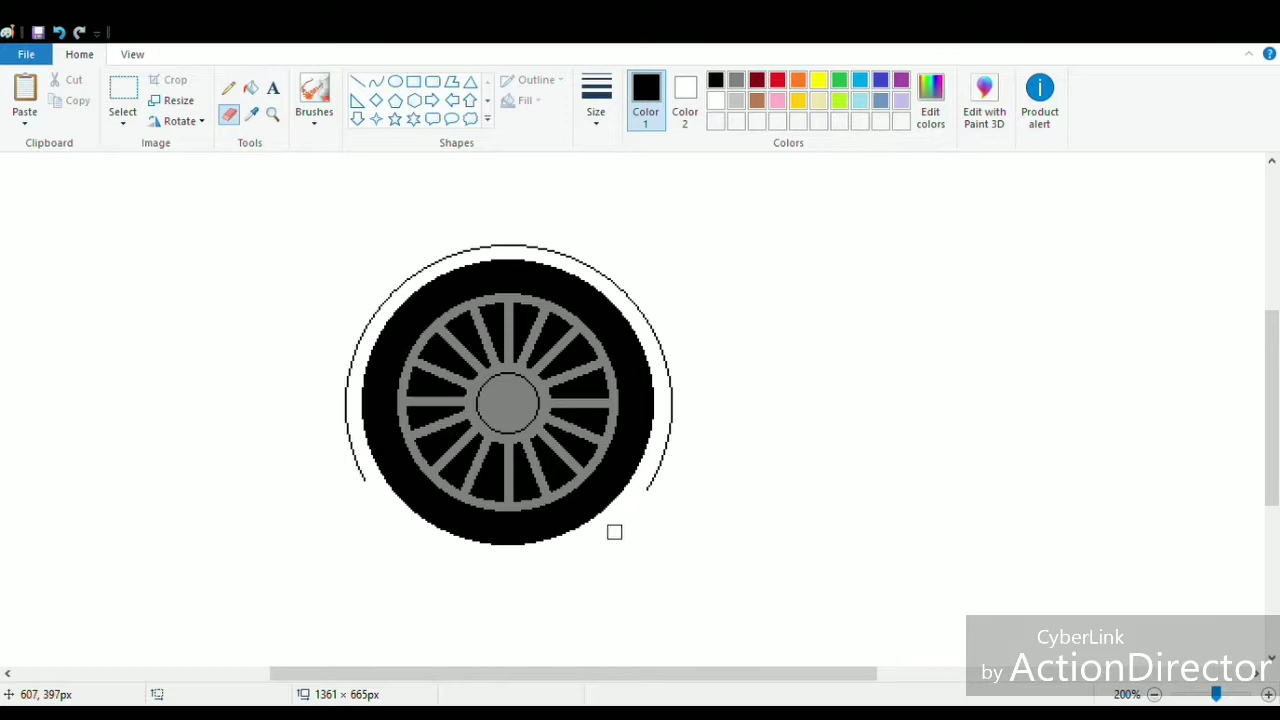 File Home View
Paste Cut Copy Clipboard
Select Crop Resize Rotate Image
A
Tools
Brushes
Outline Fill
Shapes
Size
Color 1
Color 2
Edit colors
Colors
Edit with Paint 3D
Product alert
CyberLink
by ActionDirector
607, 397px
1361 × 665px
200%